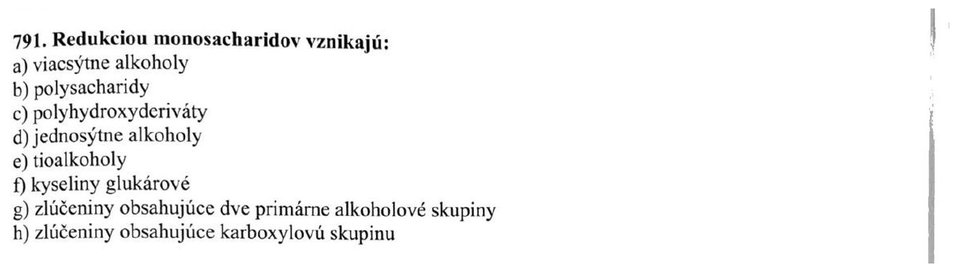 791. Redukciou monosacharidov vznikajú:
a) viacsýtne alkoholy
b) polysacharidy
c) polyhydroxyderiváty
d) jednosýtne alkoholy
e) tioalkoholy
f) kyseliny glukárové
g) zlúčeniny obsahujúce dve primárne alkoholové skupiny
h) zlúčeniny obsahujúce karboxylovú skupinu